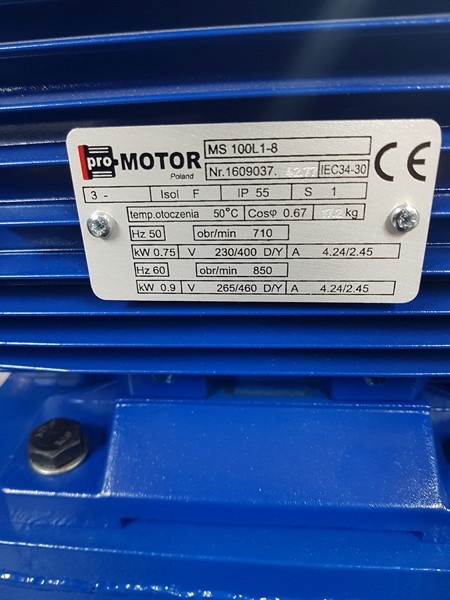 pro MOTOR
Poland
MS 100L1-8
Nr.1609037. IEC34-30
CE
3 - Isol F IP 55 S 1
temp.otoczenia 50°C Cosφ 0.67 kg
Hz 50 obr/min 710
kW 0.75 V 230/400 D/Y A 4.24/2.45
Hz 60 obr/min 850
kW 0.9 V 265/460 D/Y A 4.24/2.45